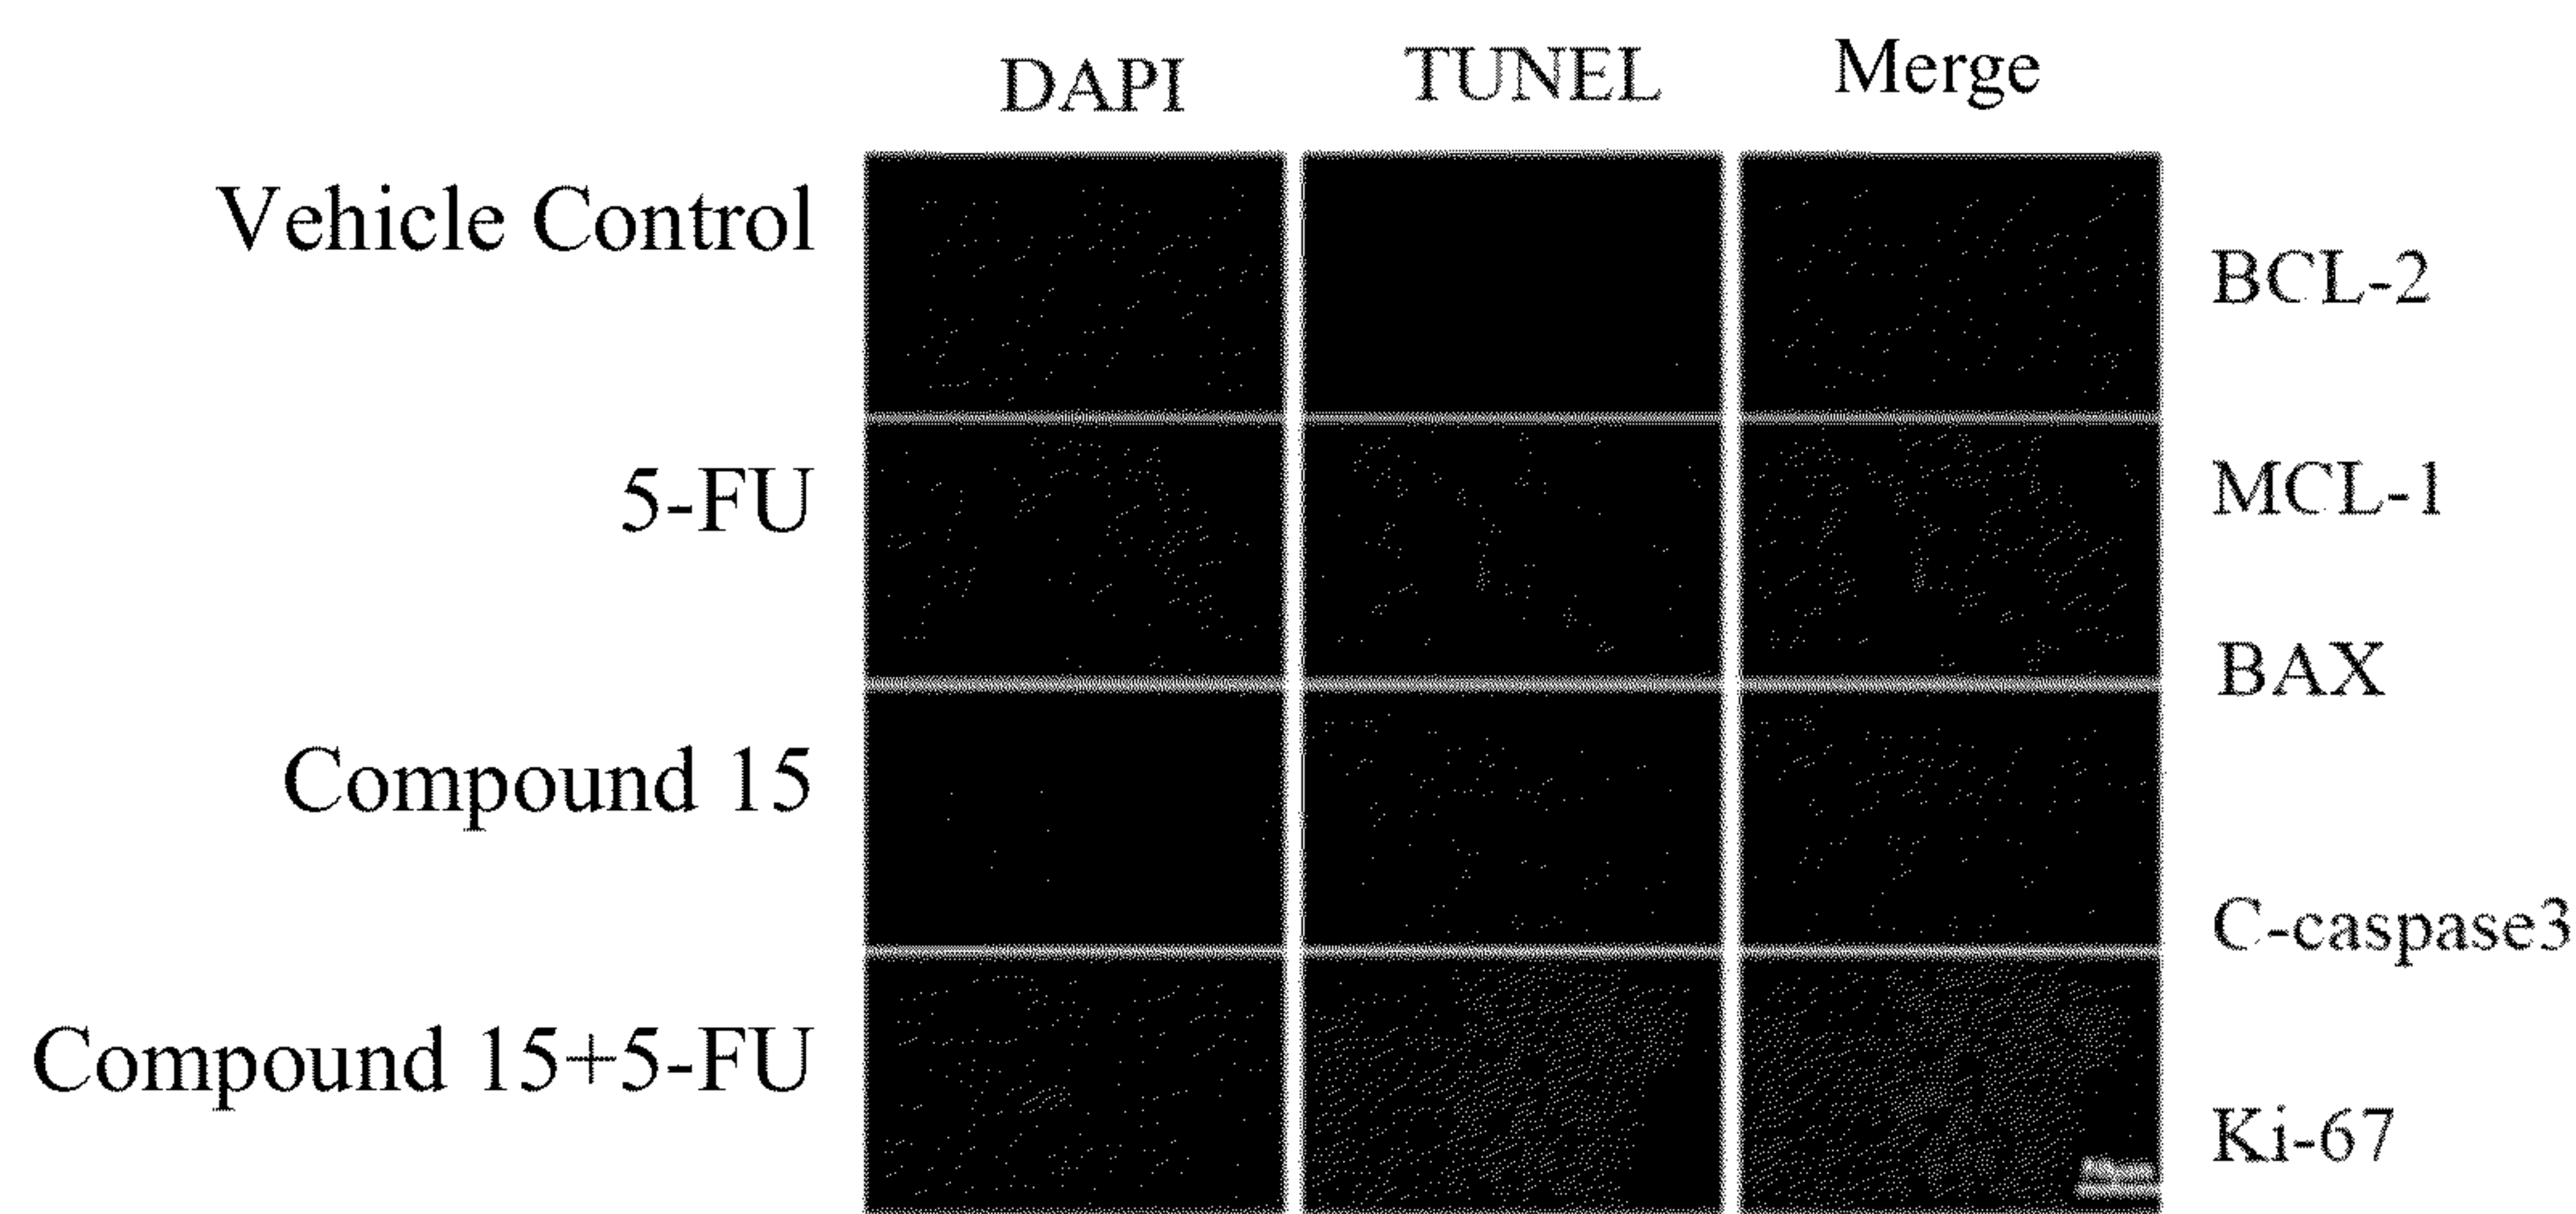 DAPI TUNEL Merge
Vehicle Control
BCL-2
5-FU
MCL-1
BAX
Compound 15
C-caspase3
Compound 15+5-FU
Ki-67